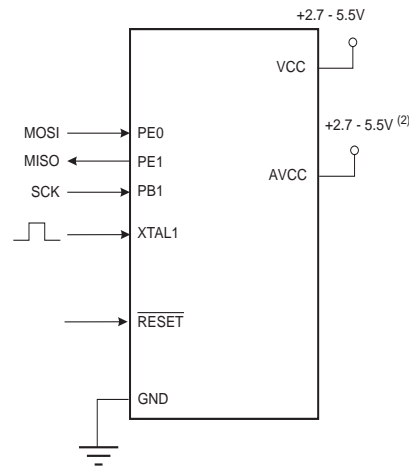 +2.7 - 5.5V
VCC
+2.7 - 5.5V (2)
MOSI PE0
MISO PE1
AVCC
SCK PB1
XTAL1
RESET
GND